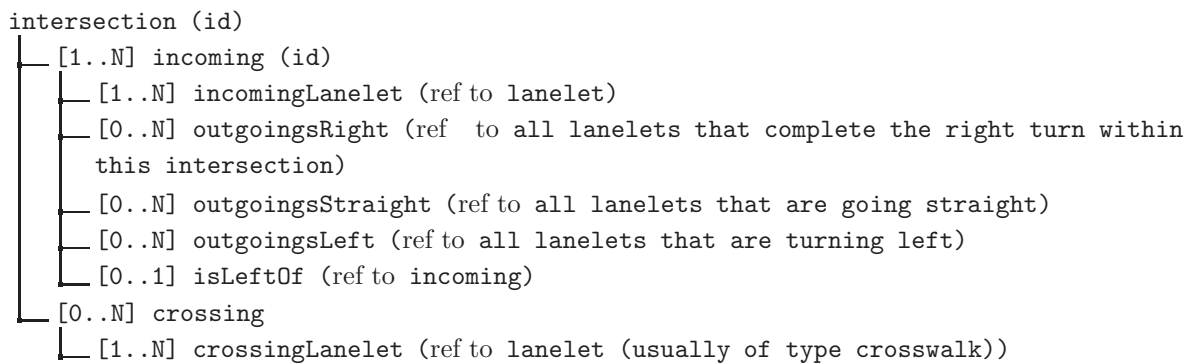 intersection (id)
[1..N] incoming (id)
[1..N] incomingLanelet (ref to lanelet)
[0..N] outgoingsRight (ref to all lanelets that complete the right turn within
this intersection)
[0..N] outgoingsStraight (ref to all lanelets that are going straight)
[0..N] outgoingsLeft (ref to all lanelets that are turning left)
[0..1] isLeftOf (ref to incoming)
[0..N] crossing
[1..N] crossingLanelet (ref to lanelet (usually of type crosswalk))